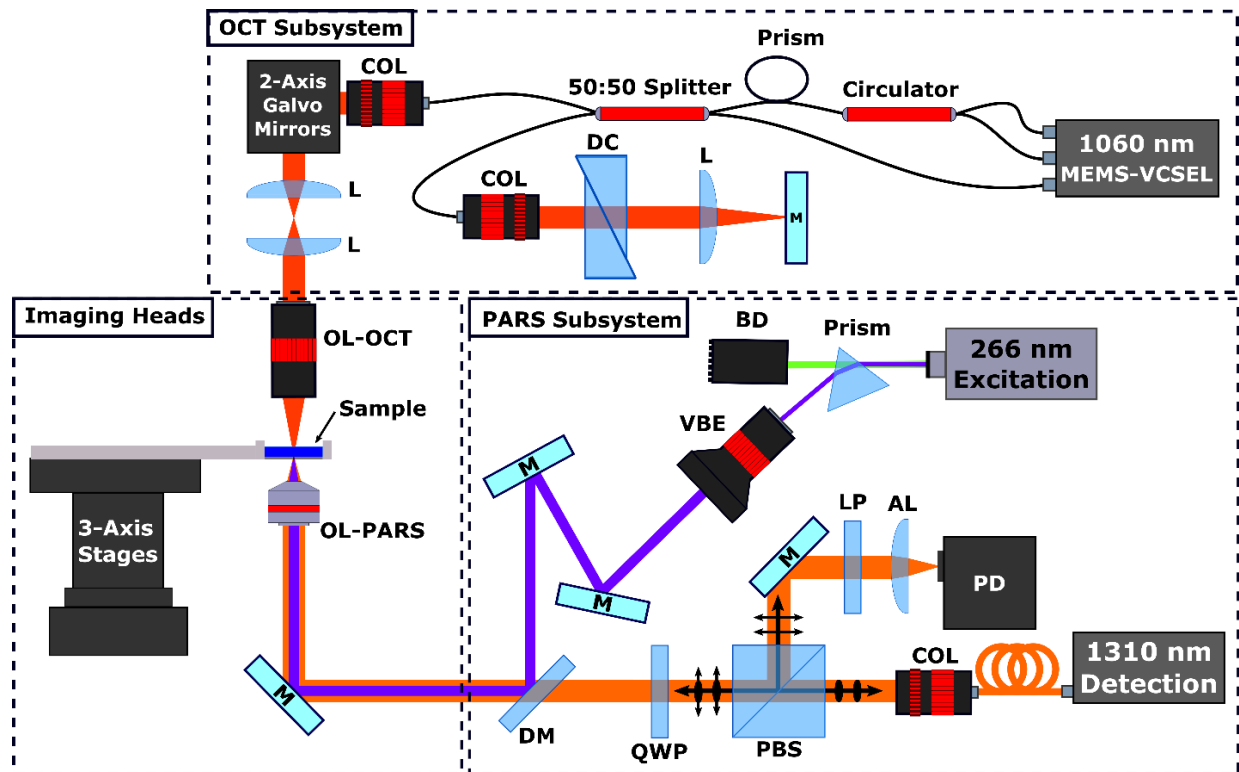 OCT Subsystem
Prism
COL
2-Axis
Galvo
Mirrors
50:50 Splitter
Circulator
1060 nm
MEMS-VCSEL
DC
L
COL
M
L
L
Imaging Heads
OL-OCT
Sample
OL-PARS
3-Axis
Stages
M
PARS Subsystem
BD
Prism
266 nm
Excitation
VBE
M
M
LP
AL
M
PD
COL
1310 nm
Detection
DM
QWP
PBS